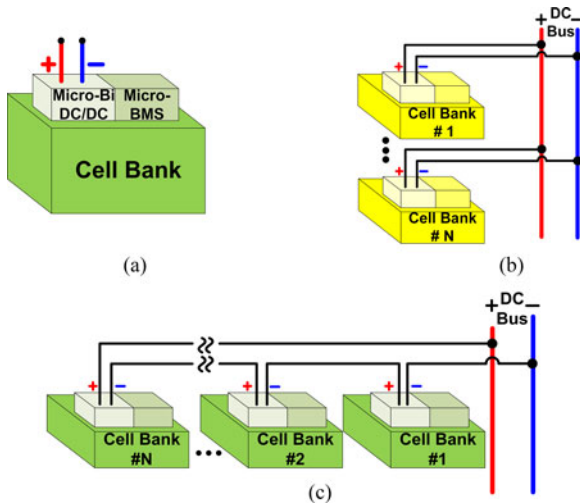 + −
Micro-Bi Micro-
DC/DC BMS
Cell Bank
(a)
+ DC −
Bus
+ −
Cell Bank
# 1
+ −
Cell Bank
# N
(b)
+ DC −
Bus
+ −
Cell Bank
#N
+ −
Cell Bank
#2
+ −
Cell Bank
#1
(c)